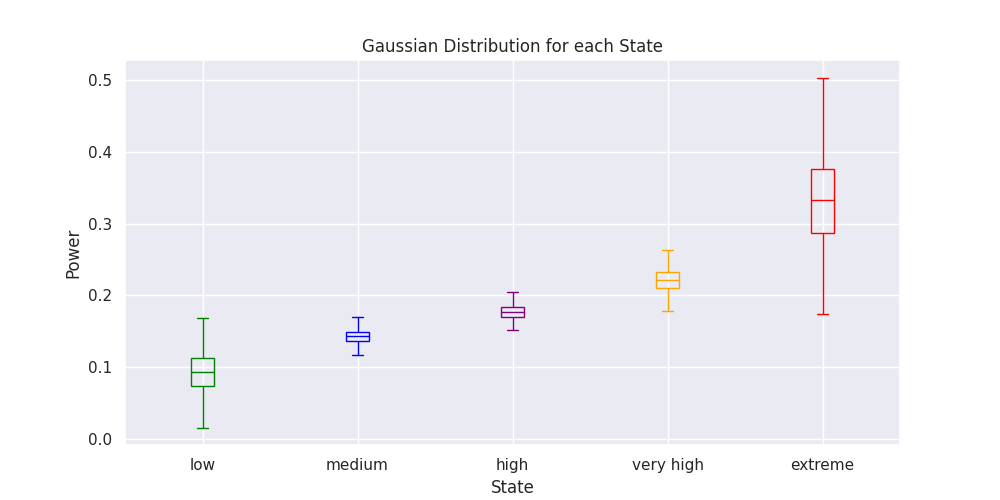 Gaussian Distribution for each State
Power
0.5
0.4
0.3
0.2
0.1
0.0
low medium high very high extreme
State